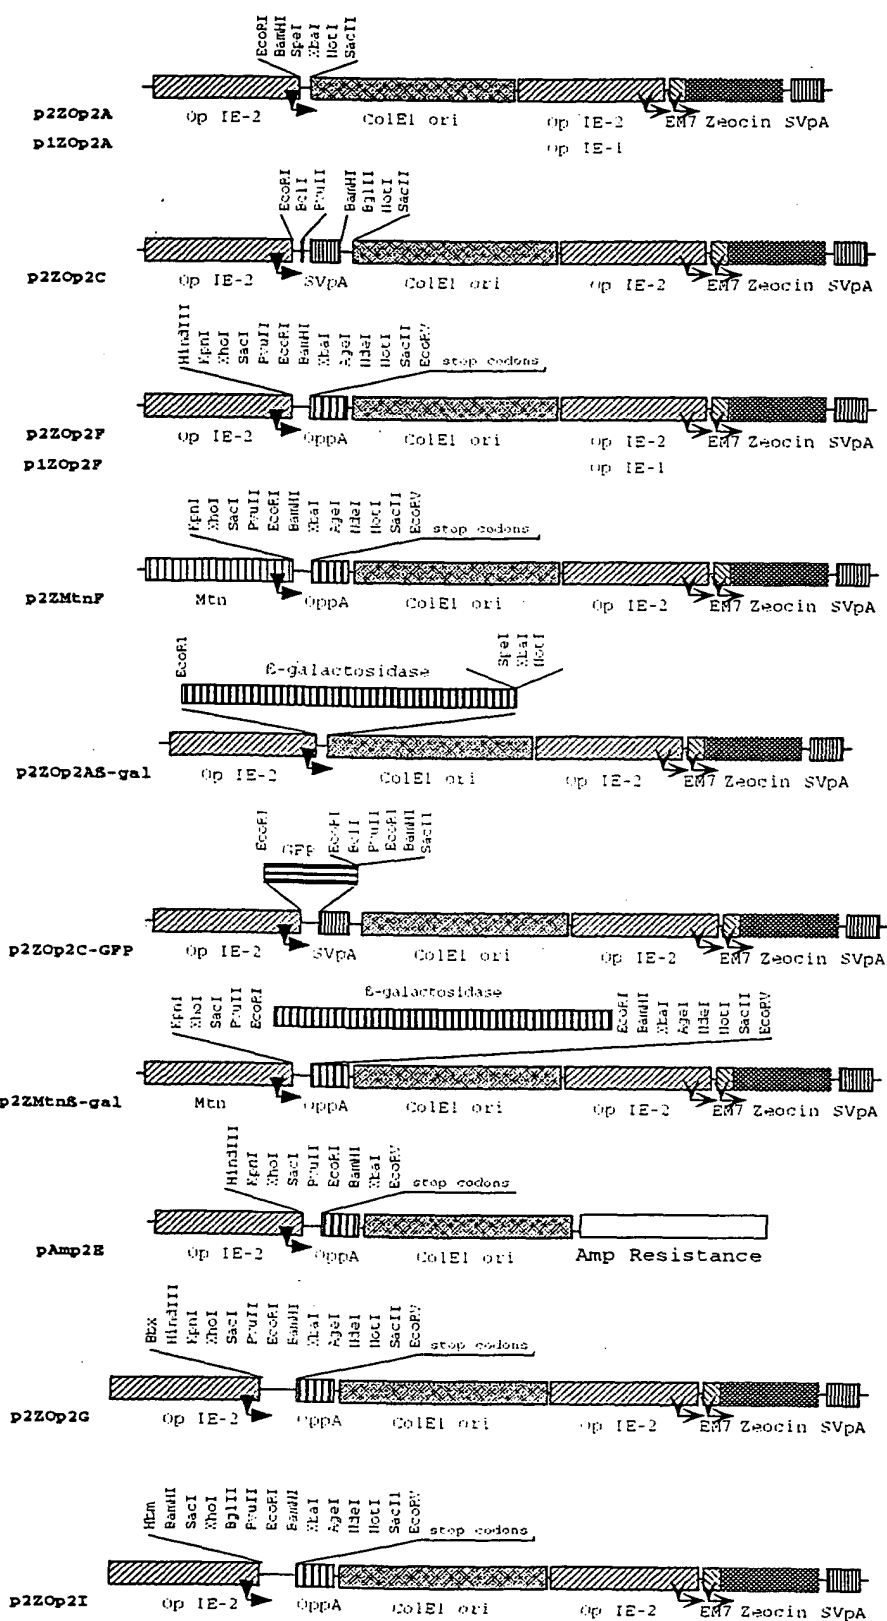 EcoRI BamHI SpeI XbaI NotI SacII
p2ZOp2A Op IE-2 ColE1 ori Op IE-2 EM7 Zeocin SVpA
p1ZOp2A Op IE-1
EcoRI BclI PvuII BamHI BglII NotI SacII
p2ZOp2C Op IE-2 SVpA ColE1 ori Op IE-2 EM7 Zeocin SVpA
HindIII KpnI XhoI SacI PvuII EcoRI BamHI XbaI AgeI NdeI NotI SacII EcoRV stop codons
p2ZOp2F Op IE-2 OppA ColE1 ori Op IE-2 EM7 Zeocin SVpA
p1ZOp2F Op IE-1
KpnI XhoI SacI PvuII EcoRI BamHI XbaI AgeI NdeI NotI SacII EcoRV stop codons
p2ZMtnF Mtn OppA ColE1 ori Op IE-2 EM7 Zeocin SVpA
EcoRI ß-galactosidase SpeI XbaI NotI
p2ZOp2Aß-gal Op IE-2 ColE1 ori Op IE-2 EM7 Zeocin SVpA
EcoRI GFP EcoRI BclI PvuII EcoRI BamHI SacII
p2ZOp2C-GFP Op IE-2 SVpA ColE1 ori Op IE-2 EM7 Zeocin SVpA
KpnI XhoI SacI PvuII EcoRI ß-galactosidase EcoRI BamHI XbaI AgeI NdeI NotI SacII EcoRV
p2ZMtnß-gal Mtn OppA ColE1 ori Op IE-2 EM7 Zeocin SVpA
HindIII KpnI XhoI SacI PvuII EcoRI BamHI XbaI EcoRV stop codons
pAmp2E Op IE-2 OppA ColE1 ori Amp Resistance
Bbx HindIII KpnI XhoI SacI PvuII EcoRI BamHI XbaI AgeI NdeI NotI SacII EcoRV stop codons
p2ZOp2G Op IE-2 OppA ColE1 ori Op IE-2 EM7 Zeocin SVpA
Hbm BamHI SacI XhoI BglII PvuII EcoRI BamHI XbaI AgeI NdeI NotI SacII EcoRV stop codons
p2ZOp2I Op IE-2 OppA ColE1 ori Op IE-2 EM7 Zeocin SVpA